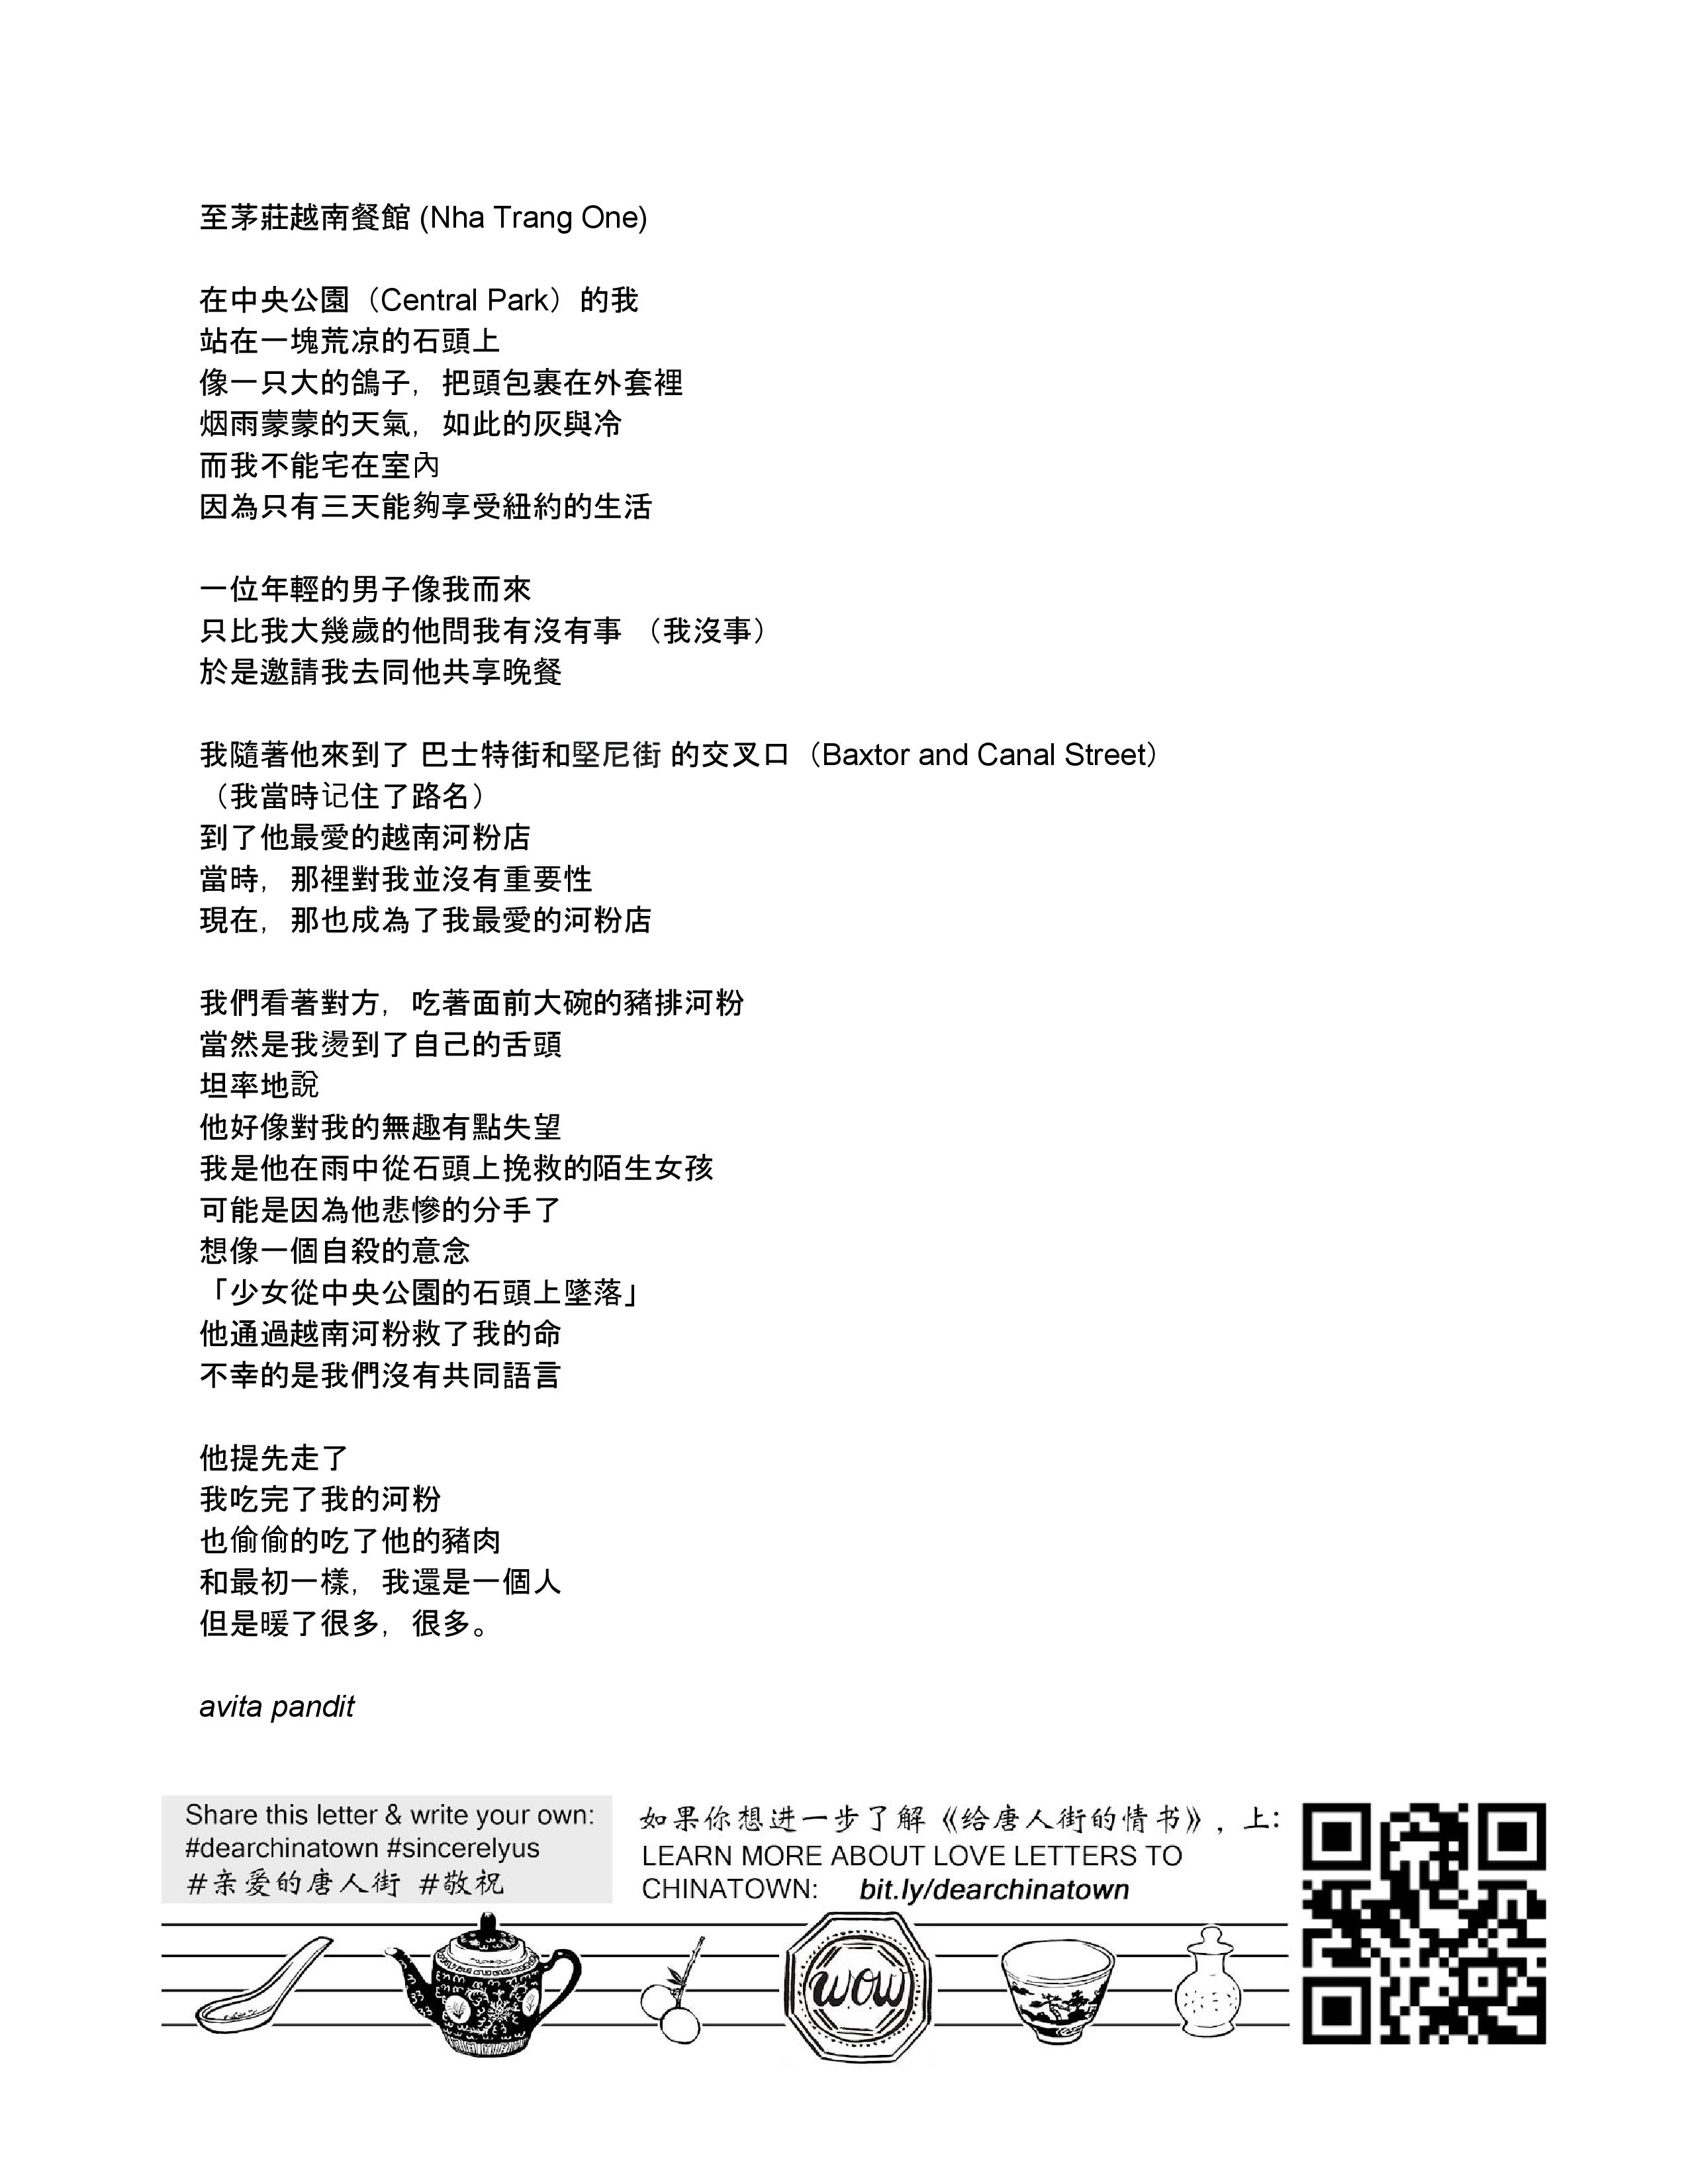 至茅莊越南餐館 (Nha Trang One)
在中央公園（Central Park）的我
站在一塊荒凉的石頭上
像一只大的鴿子，把頭包裹在外套裡
烟雨蒙蒙的天氣，如此的灰與冷
而我不能宅在室內
因為只有三天能夠享受紐約的生活
一位年輕的男子像我而來
只比我大幾歲的他問我有沒有事 （我沒事）
於是邀請我去同他共享晚餐
我隨著他來到了 巴士特街和堅尼街 的交叉口（Baxtor and Canal Street）
（我當時记住了路名）
到了他最愛的越南河粉店
當時，那裡對我並沒有重要性
現在，那也成為了我最愛的河粉店
我們看著對方，吃著面前大碗的豬排河粉
當然是我燙到了自己的舌頭
坦率地說
他好像對我的無趣有點失望
我是他在雨中從石頭上挽救的陌生女孩
可能是因為他悲慘的分手了
想像一個自殺的意念
「少女從中央公園的石頭上墜落」
他通過越南河粉救了我的命
不幸的是我們沒有共同語言
他提先走了
我吃完了我的河粉
也偷偷的吃了他的豬肉
和最初一樣，我還是一個人
但是暖了很多，很多。
avita pandit
Share this letter & write your own:
#dearchinatown #sincerelyus
#亲爱的唐人街 #敬祝
如果你想进一步了解《给唐人街的情书》，上:
LEARN MORE ABOUT LOVE LETTERS TO
CHINATOWN: bit.ly/dearchinatown
wow